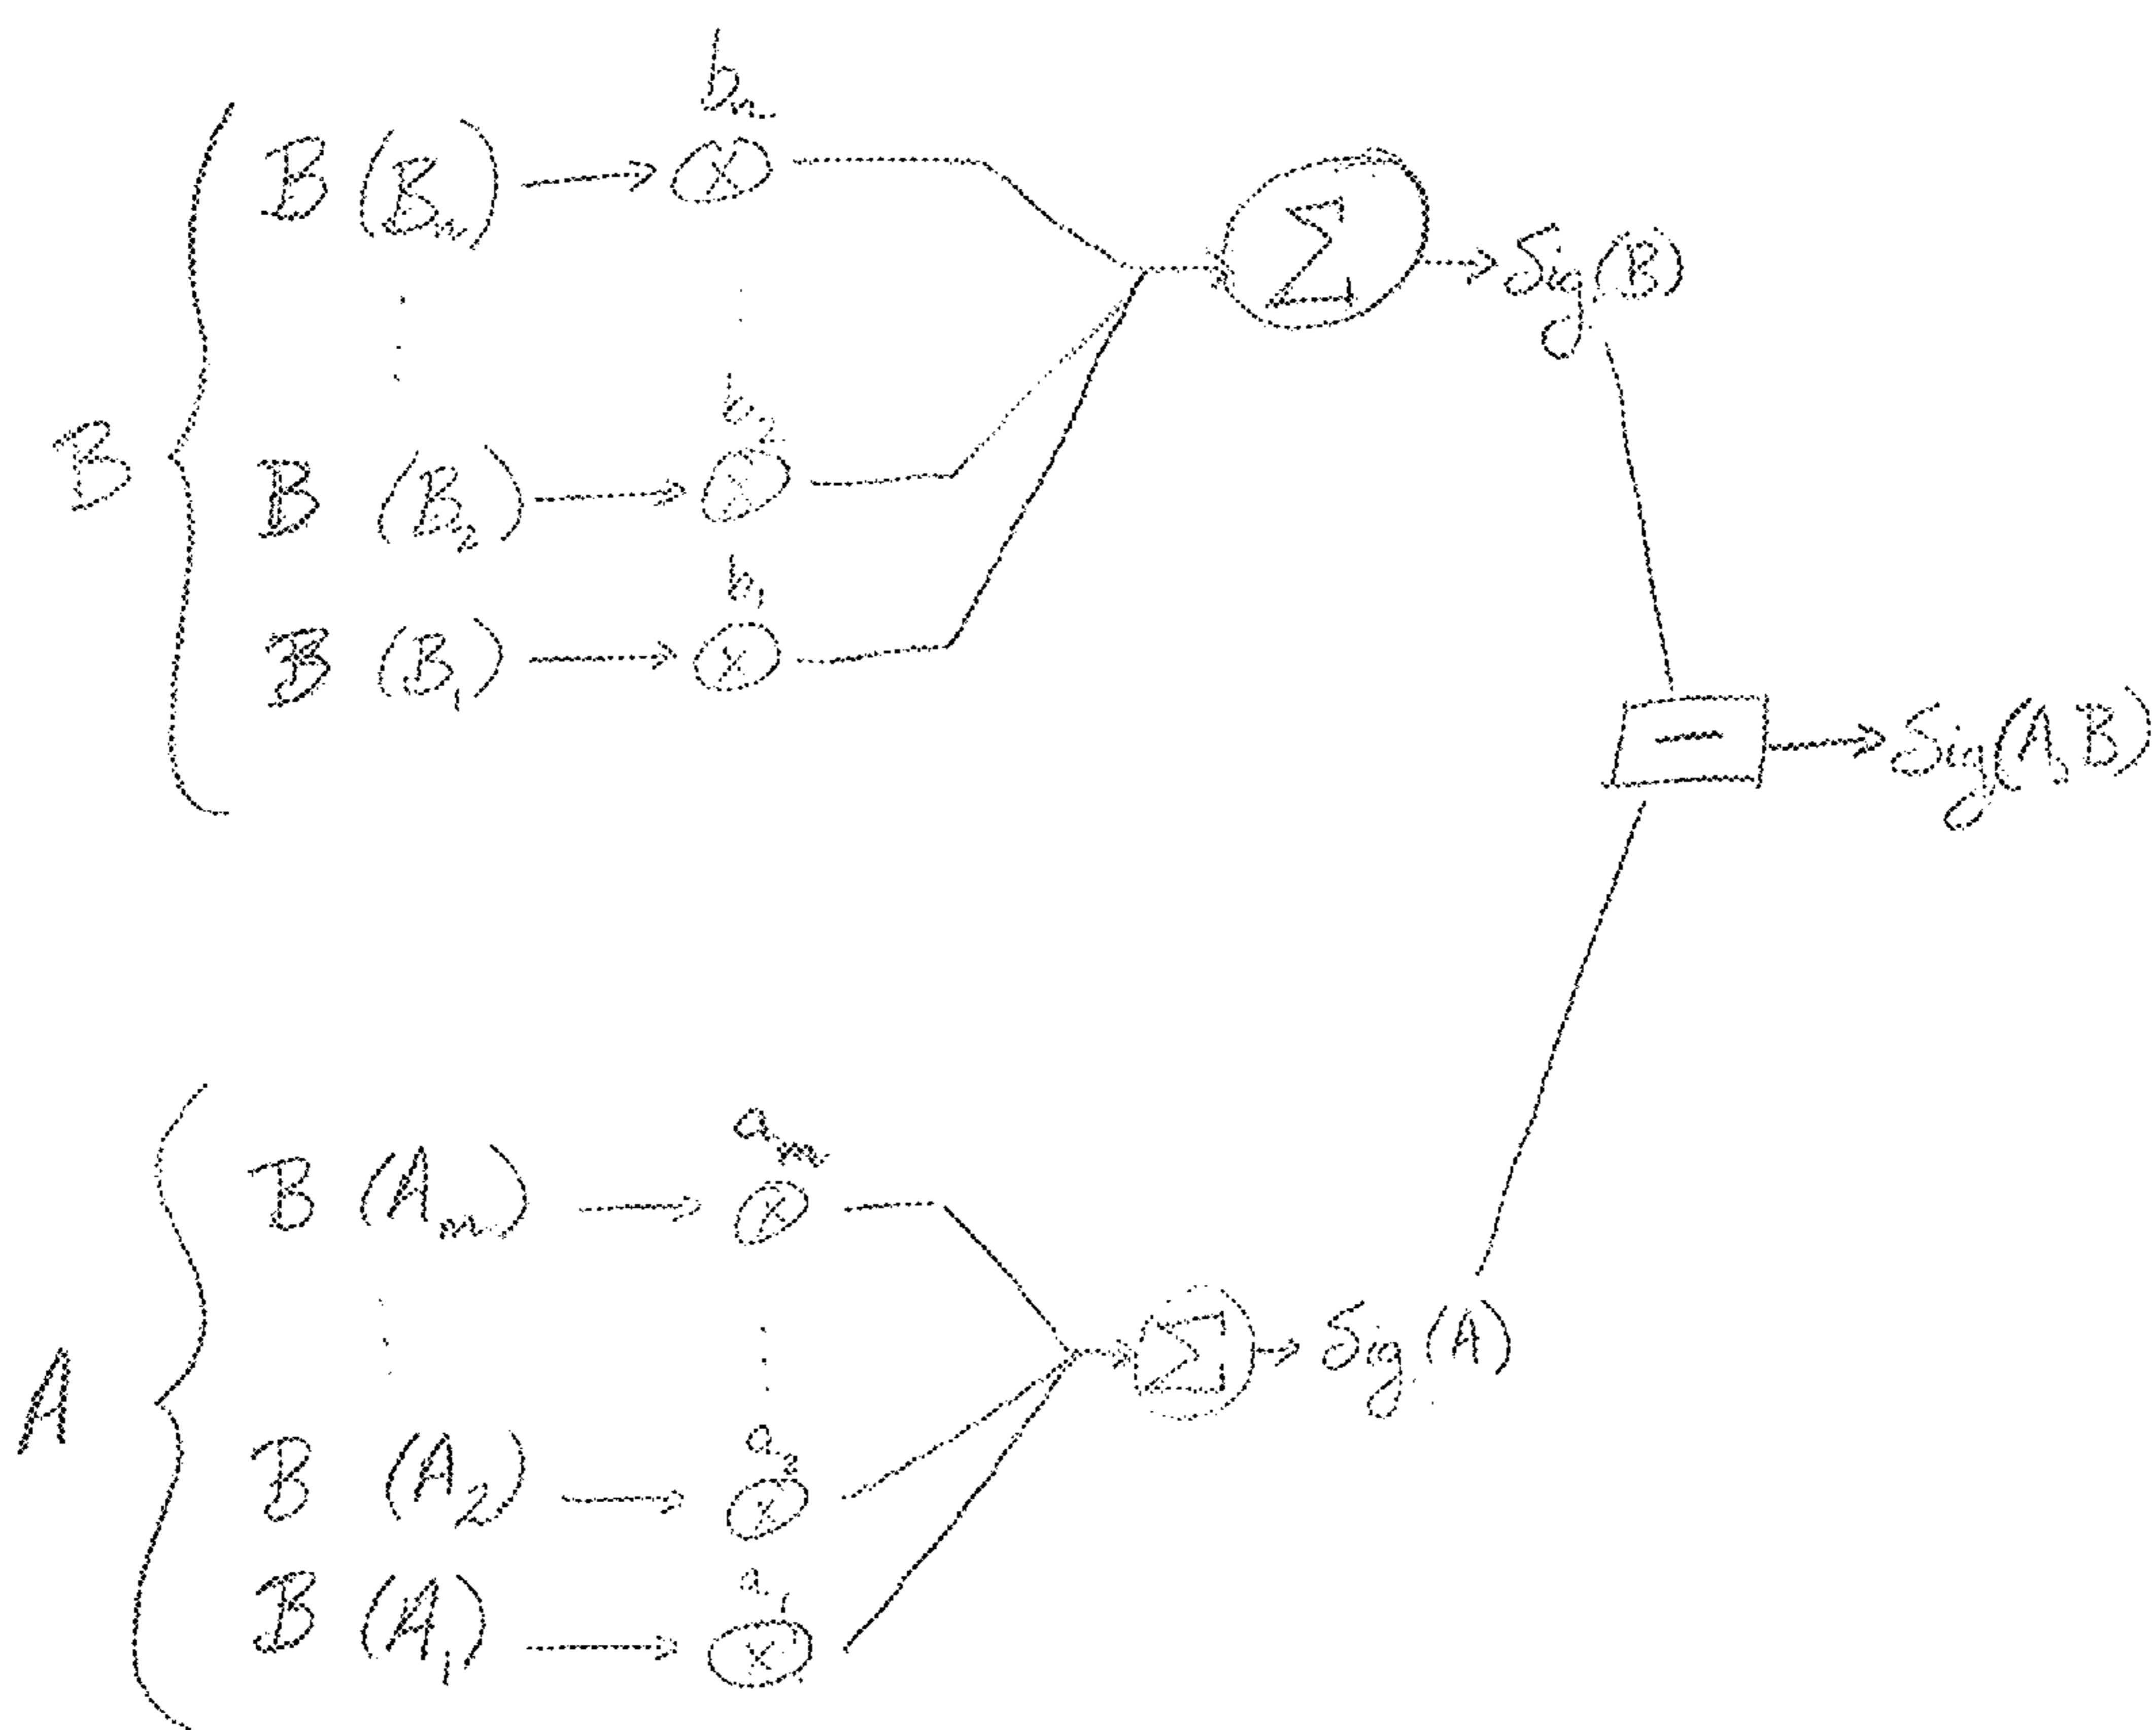 bₙ
B (Bₙ) → ⊗
Σ → Sig(B)
b₂
B
B (B₂) → ⊗
b₁
B (B₁) → ⊗
− → Sig(A,B)
aₘ
B (Aₘ) → ⊗
Σ → Sig(A)
A
a₂
B (A₂) → ⊗
a₁
B (A₁) → ⊗